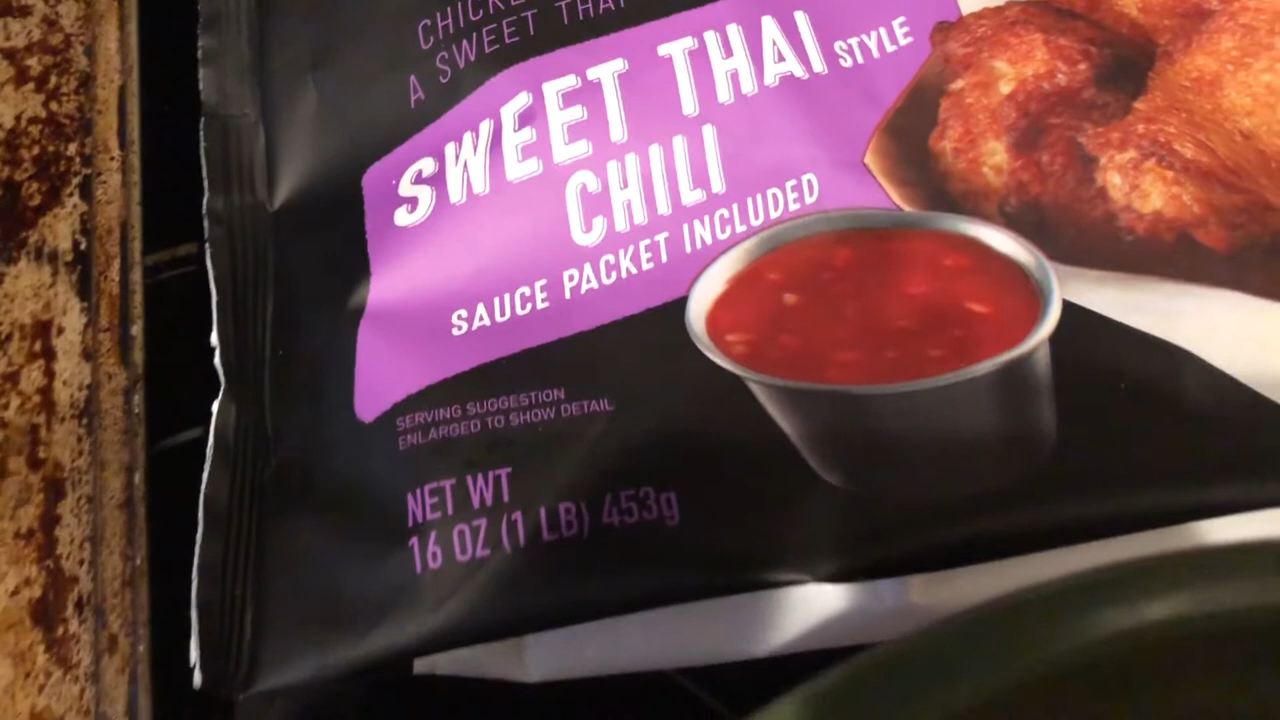 A SWEET THAI
SWEET THAI STYLE
CHILI
SAUCE PACKET INCLUDED
SERVING SUGGESTION
ENLARGED TO SHOW DETAIL
NET WT
16 OZ (1 LB) 453g